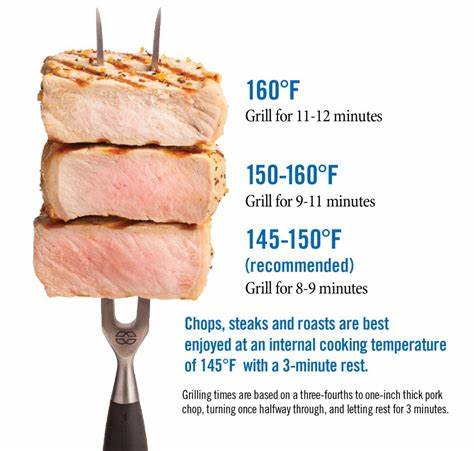 160°F
Grill for 11-12 minutes
150-160°F
Grill for 9-11 minutes
145-150°F
(recommended)
Grill for 8-9 minutes
Chops, steaks and roasts are best
enjoyed at an internal cooking temperature
of 145°F with a 3-minute rest.
Grilling times are based on a three-fourths to one-inch thick pork
chop, turning once halfway through, and letting rest for 3 minutes.